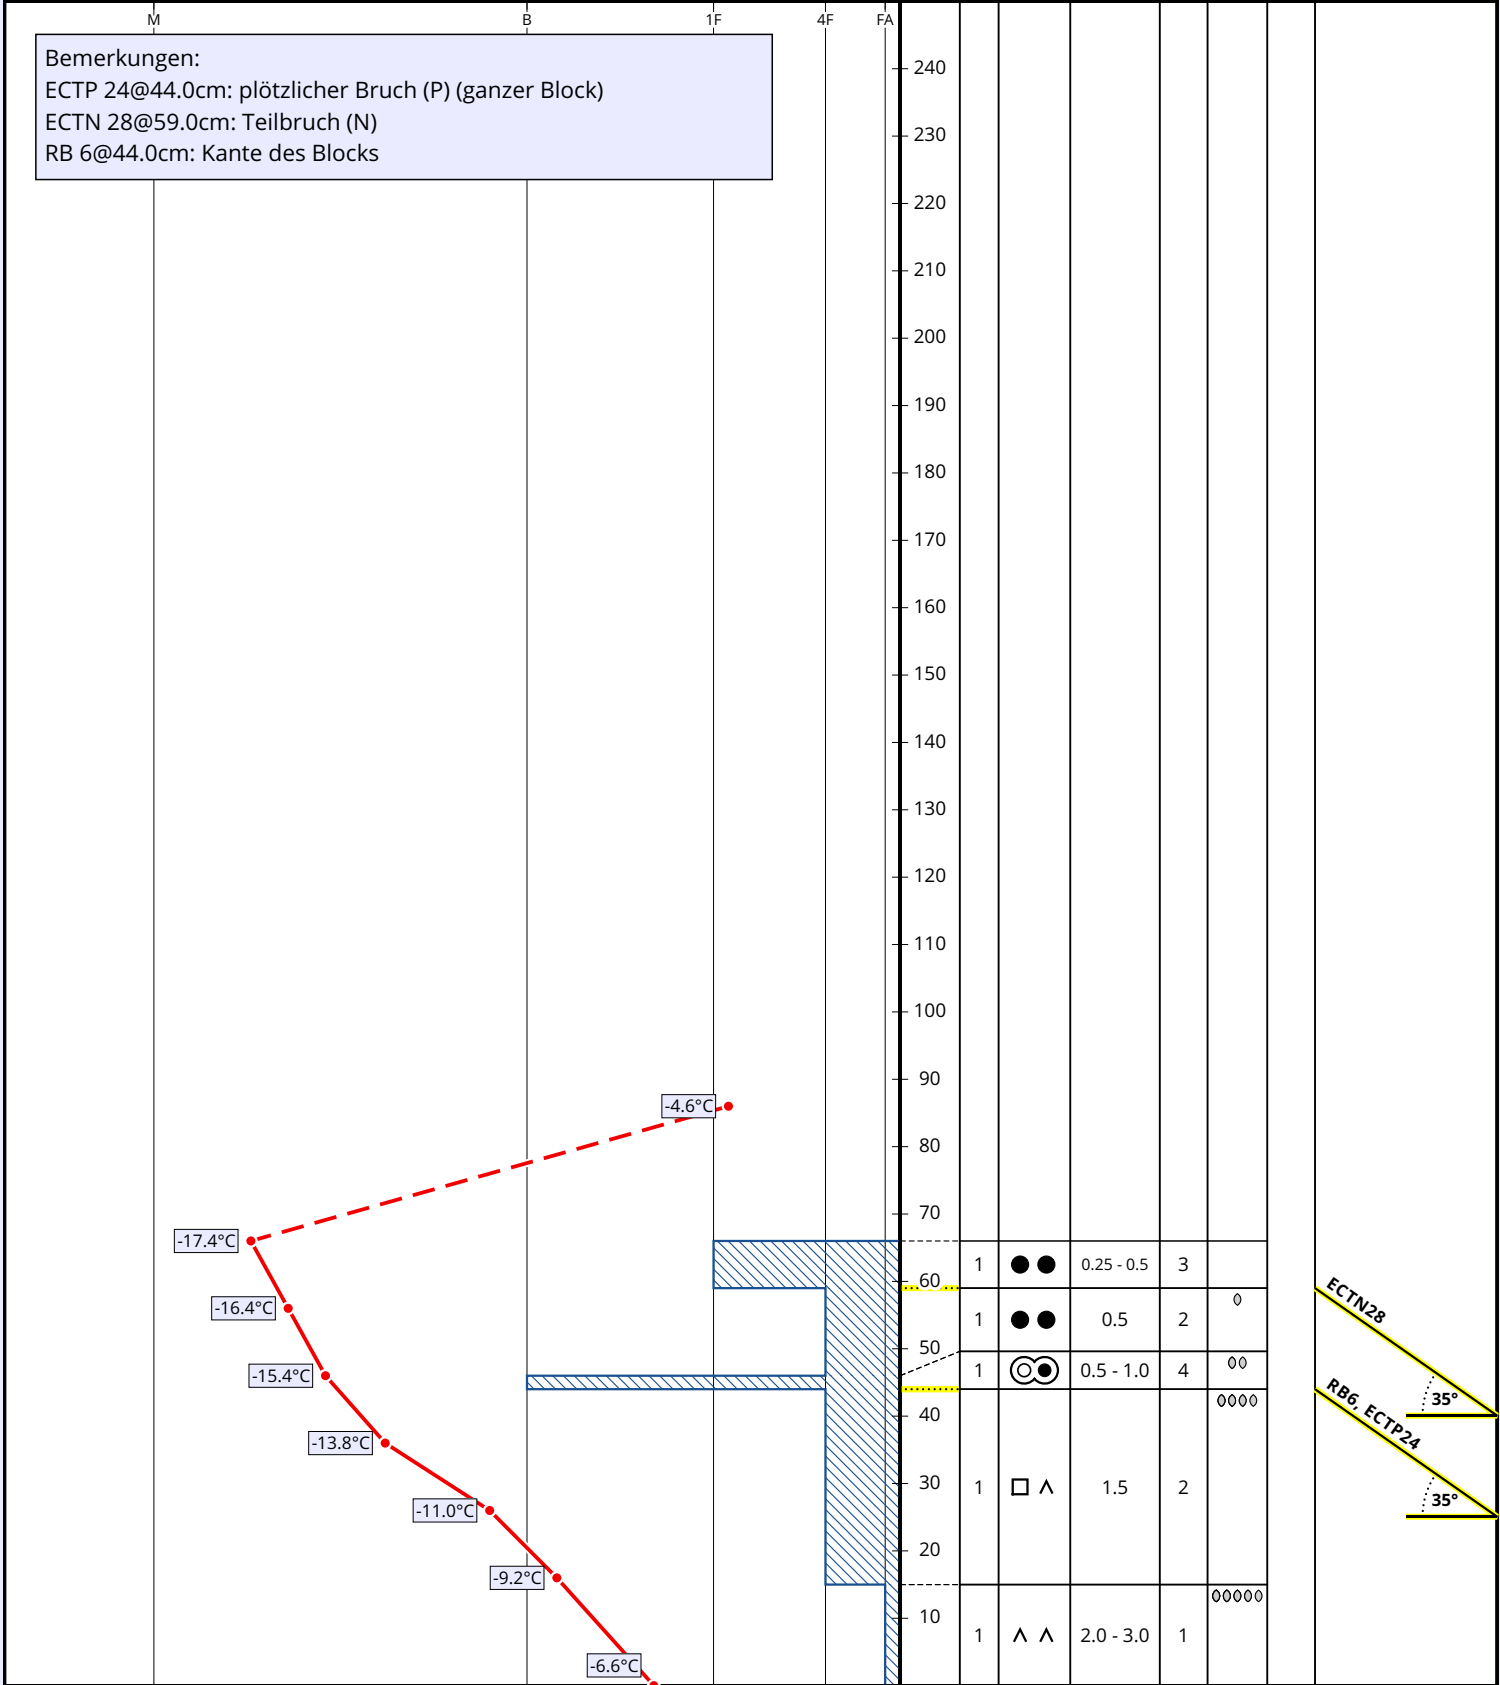 M B 1F 4F FA
Bemerkungen:
ECTP 24@44.0cm: plötzlicher Bruch (P) (ganzer Block)
ECTN 28@59.0cm: Teilbruch (N)
RB 6@44.0cm: Kante des Blocks
240
230
220
210
200
190
180
170
160
150
140
130
120
110
100
90
-4.6°C
80
70
-17.4°C
1 0.25 - 0.5 3
60
-16.4°C
ECTN28
1 0.5 2
50
-15.4°C
1 0.5 - 1.0 4
35°
40
RB6, ECTP24
-13.8°C
30
1 1.5 2
35°
-11.0°C
20
-9.2°C
10
1 2.0 - 3.0 1
-6.6°C